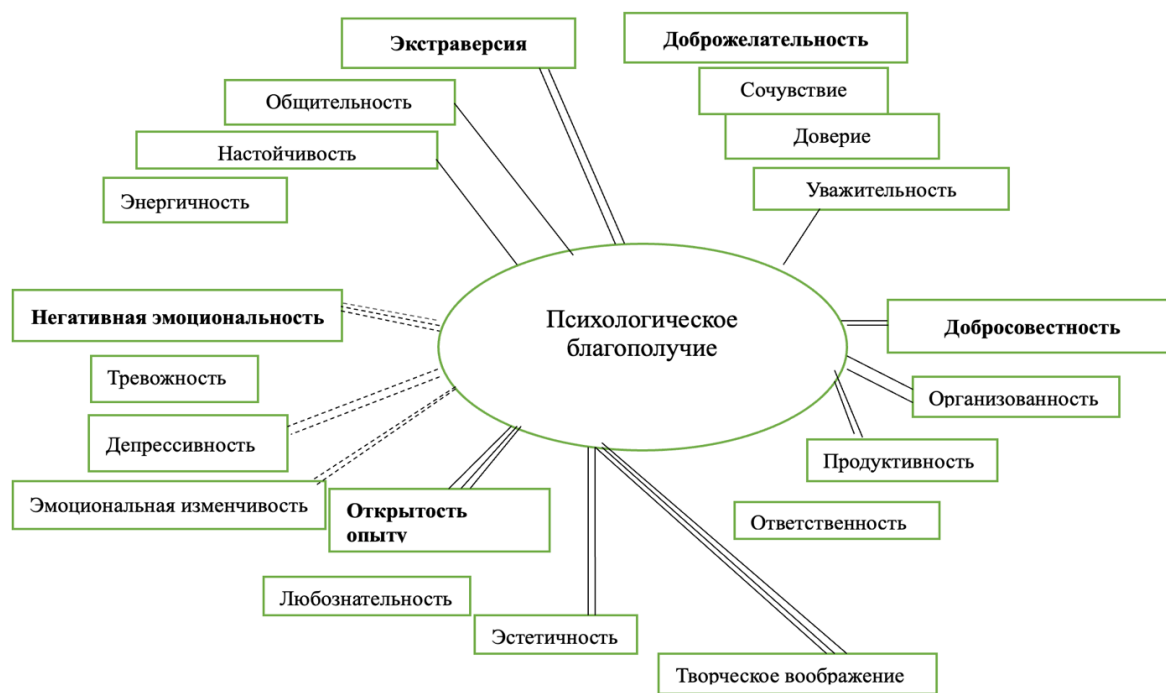 Экстраверсия
Доброжелательность
Общительность
Сочувствие
Настойчивость
Доверие
Энергичность
Уважительность
Негативная эмоциональность
Психологическое
благополучие
Добросовестность
Тревожность
Организованность
Депрессивность
Продуктивность
Эмоциональная изменчивость
Открытость
опыту
Ответственность
Любознательность
Эстетичность
Творческое воображение